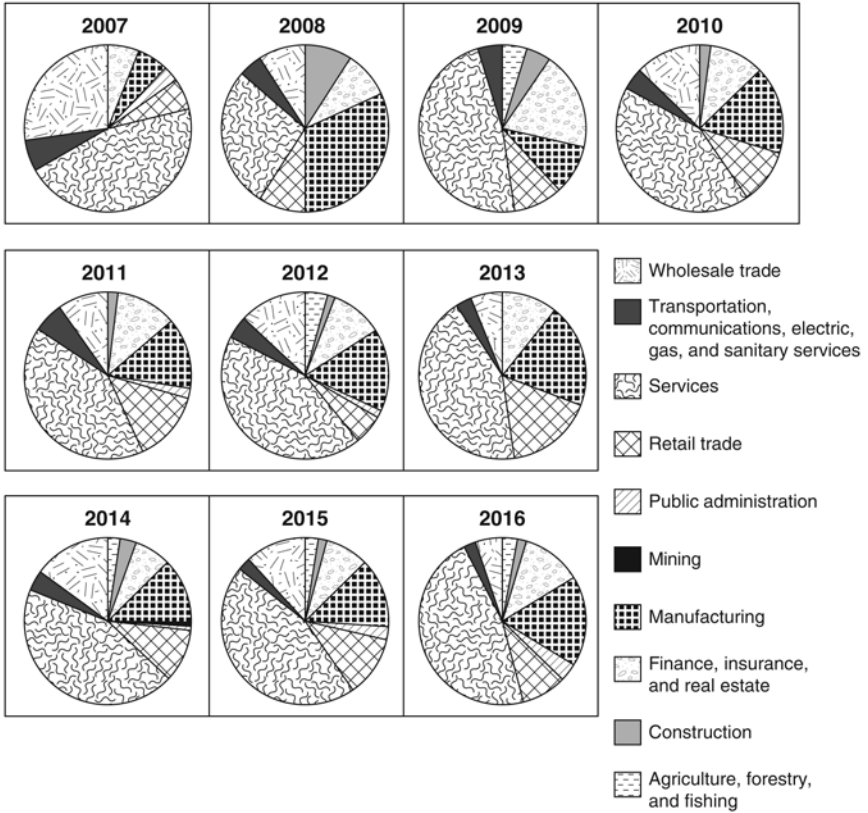 2007
2008
2009
2010
2011
2012
2013
2014
2015
2016
Wholesale trade
Transportation,
communications, electric,
gas, and sanitary services
Services
Retail trade
Public administration
Mining
Manufacturing
Finance, insurance,
and real estate
Construction
Agriculture, forestry,
and fishing